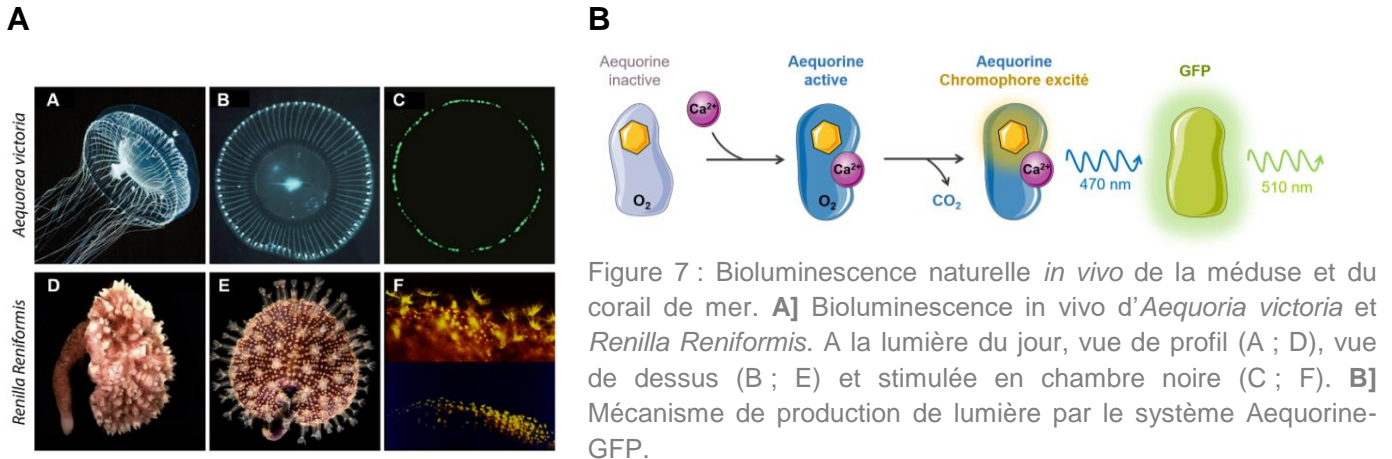 A
A
B
C
Aequorea victoria
D
E
F
Renilla Reniformis
B
Aequorine
inactive
Aequorine
active
Aequorine
Chromophore excité
GFP
Ca2+
Ca2+
Ca2+
O2
O2
CO2
470 nm
510 nm
Figure 7 : Bioluminescence naturelle in vivo de la méduse et du
corail de mer. A] Bioluminescence in vivo d'Aequoria victoria et
Renilla Reniformis. A la lumière du jour, vue de profil (A ; D), vue
de dessus (B ; E) et stimulée en chambre noire (C ; F). B]
Mécanisme de production de lumière par le système Aequorine-
GFP.